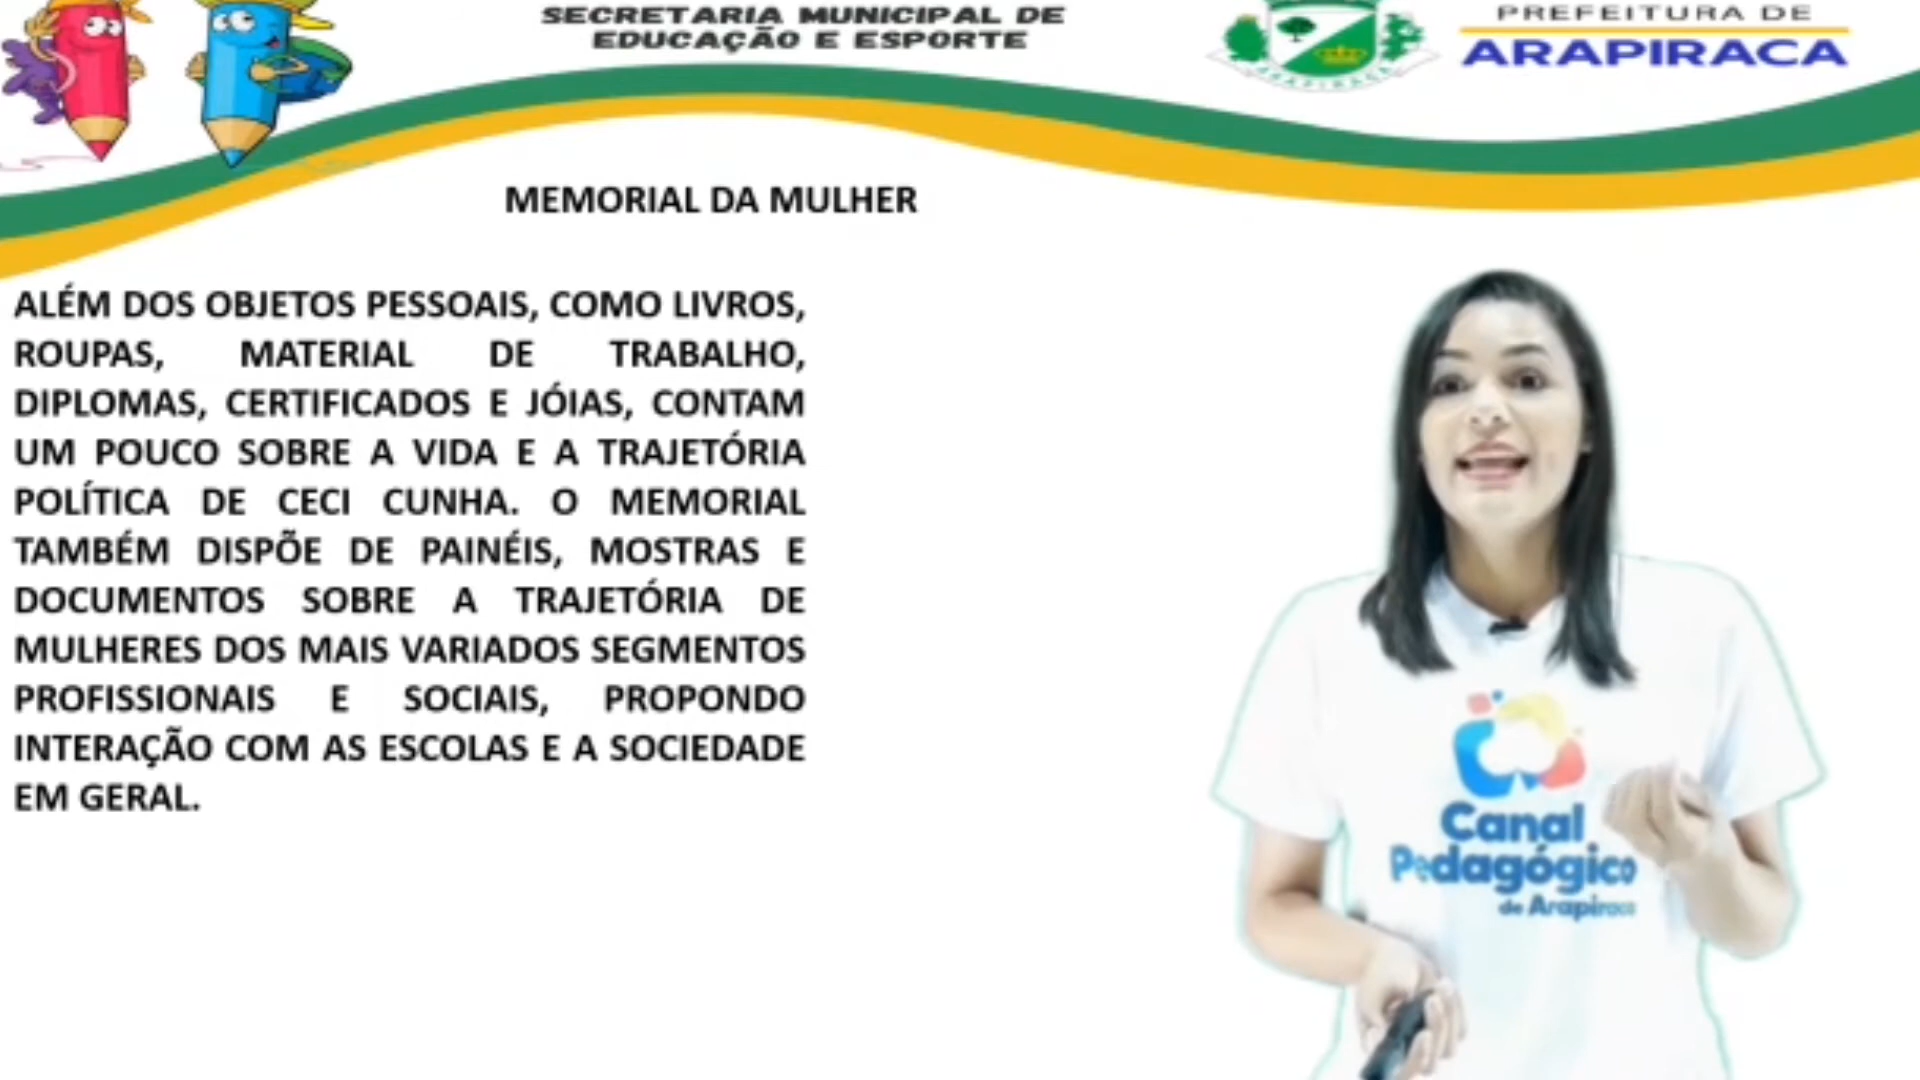 SECRETARIA MUNICIPAL DE
EDUCAÇÃO E ESPORTE
PREFEITURA DE
ARAPIRACA
ARAPIRACA
MEMORIAL DA MULHER
ALÉM DOS OBJETOS PESSOAIS, COMO LIVROS,
ROUPAS, MATERIAL DE TRABALHO,
DIPLOMAS, CERTIFICADOS E JÓIAS, CONTAM
UM POUCO SOBRE A VIDA E A TRAJETÓRIA
POLÍTICA DE CECI CUNHA. O MEMORIAL
TAMBÉM DISPÕE DE PAINÉIS, MOSTRAS E
DOCUMENTOS SOBRE A TRAJETÓRIA DE
MULHERES DOS MAIS VARIADOS SEGMENTOS
PROFISSIONAIS E SOCIAIS, PROPONDO
INTERAÇÃO COM AS ESCOLAS E A SOCIEDADE
EM GERAL.
Canal
Pedagógico
de Arapiraca